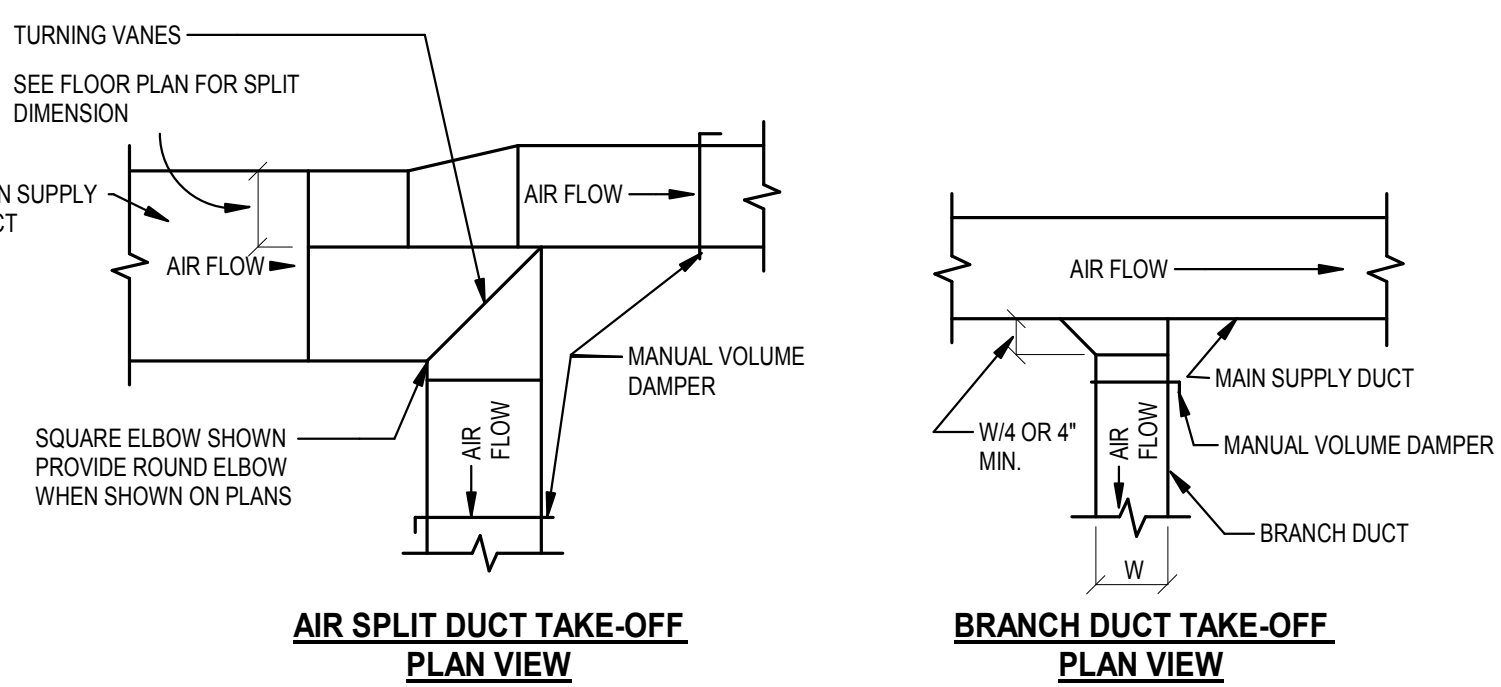 TURNING VANES
SEE FLOOR PLAN FOR SPLIT
DIMENSION
SUPPLY
AIR FLOW
AIR FLOW
MANUAL VOLUME
DAMPER
SQUARE ELBOW SHOWN
PROVIDE ROUND ELBOW
WHEN SHOWN ON PLANS
AIR
FLOW
AIR SPLIT DUCT TAKE-OFF
PLAN VIEW
AIR FLOW
MAIN SUPPLY DUCT
W/4 OR 4"
MIN.
AIR
FLOW
MANUAL VOLUME DAMPER
BRANCH DUCT
W
BRANCH DUCT TAKE-OFF
PLAN VIEW